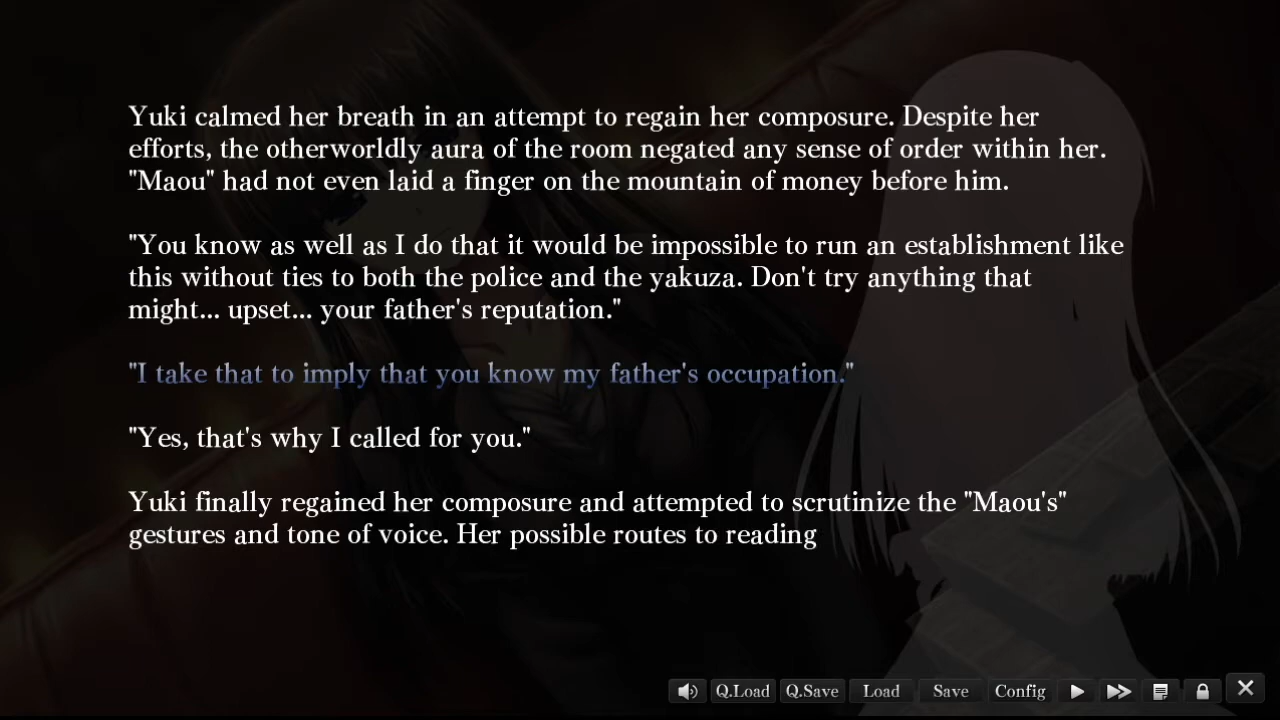 Yuki calmed her breath in an attempt to regain her composure. Despite her
efforts, the otherworldly aura of the room negated any sense of order within her.
"Maou" had not even laid a finger on the mountain of money before him.
"You know as well as I do that it would be impossible to run an establishment like
this without ties to both the police and the yakuza. Don't try anything that
might... upset... your father's reputation."
"I take that to imply that you know my father's occupation."
"Yes, that's why I called for you."
Yuki finally regained her composure and attempted to scrutinize the "Maou's"
gestures and tone of voice. Her possible routes to reading
Q.Load Q.Save Load Save Config